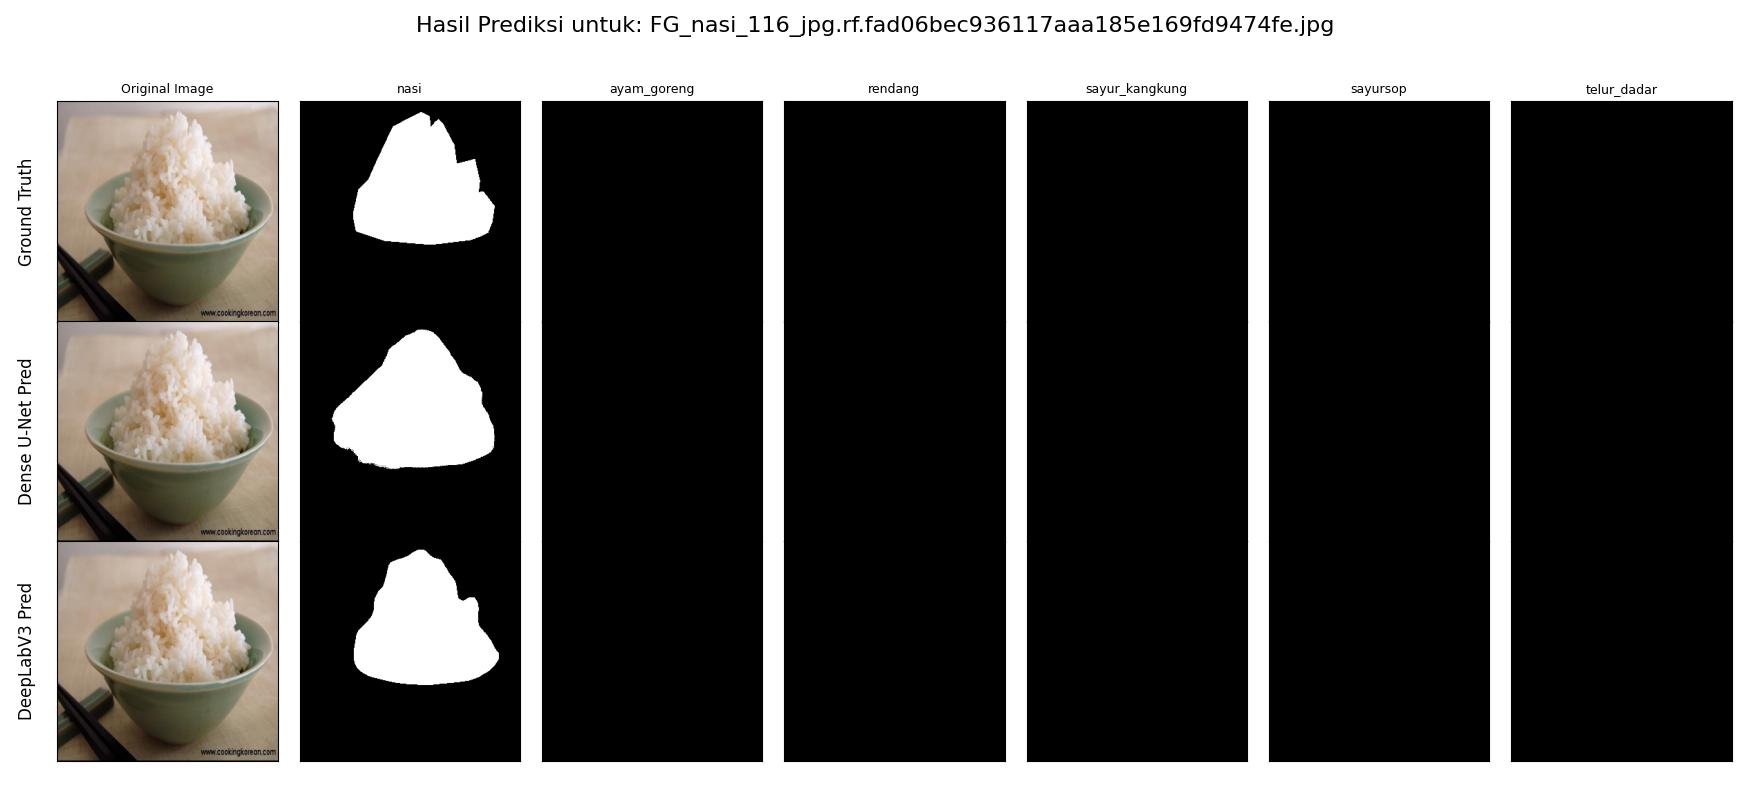 Hasil Prediksi untuk: FG_nasi_116_jpg.rf.fad06bec936117aaa185e169fd9474fe.jpg
Original Image nasi ayam_goreng rendang sayur_kangkung sayursop telur_dadar
Ground Truth
www.cookingkorean.com
Dense U-Net Pred
www.cookingkorean.com
DeepLabV3 Pred
www.cookingkorean.com